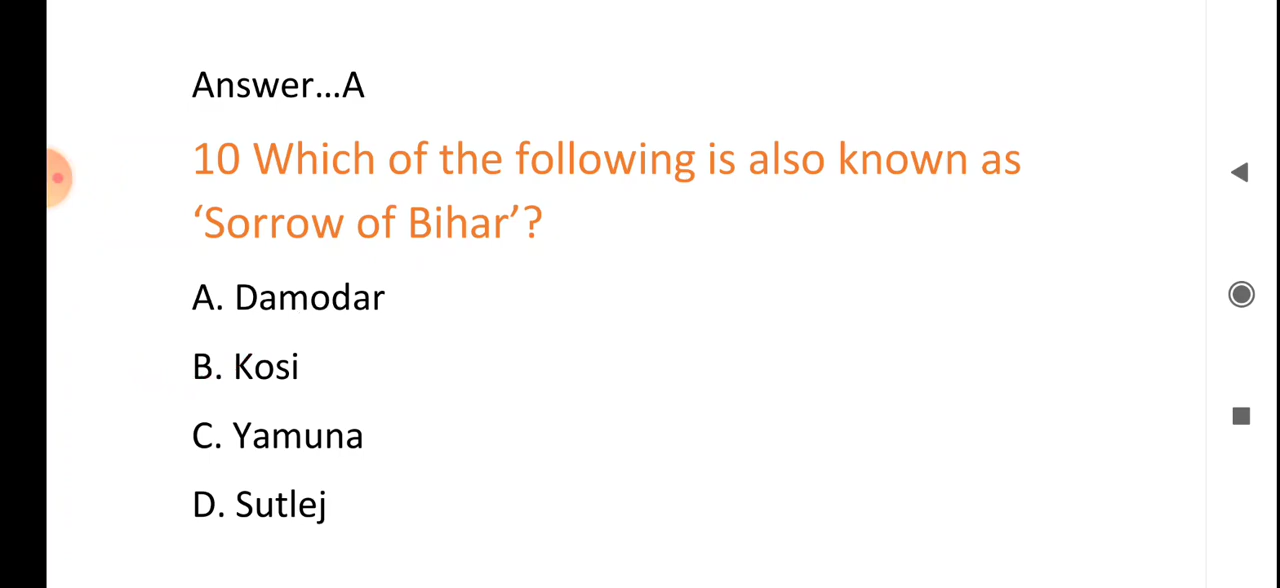 Answer...A
10 Which of the following is also known as
‘Sorrow of Bihar’?
A. Damodar
B. Kosi
C. Yamuna
D. Sutlej